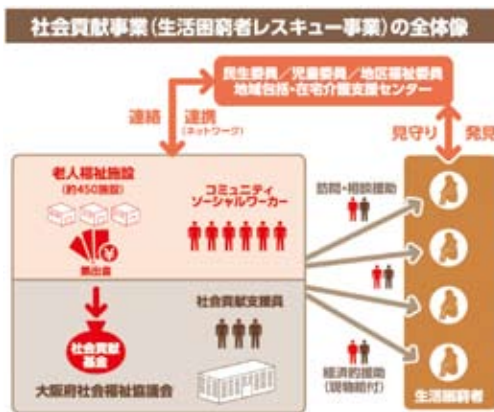 社会貢献事業(生活困窮者レスキュー事業)の全体像
民生委員／児童委員／地区福祉委員
地域包括・在宅介護支援センター
連絡 連携
(ネットワーク)
見守り 発見
老人福祉施設
(約450施設)
コミュニティ
ソーシャルワーカー
訪問・相談援助
拠出金
社会貢献支援員
社会貢献
基金
大阪府社会福祉協議会
経済的援助
(現物給付)
生活困窮者